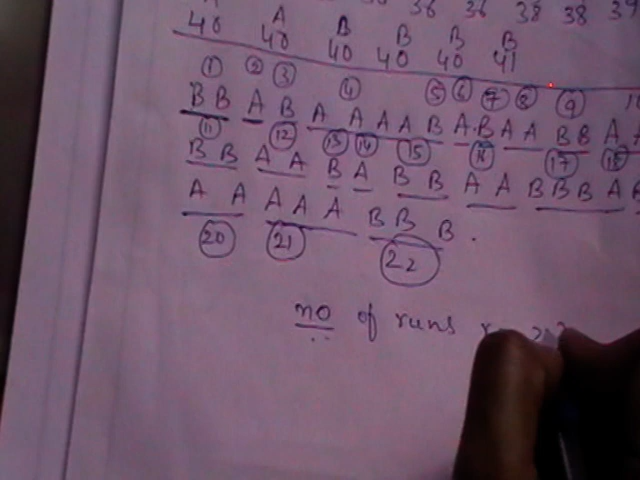 36 36 38 38 39
A A B B B B
40 40 40 40 40 41
1 2 3 4 5 6 7 8 9
B B A B A A A A B A B A A B B A A
11 12 13 14 15 16 17 18
B B A A B A B B A A B B B A B
A A A A A B B B .
20 21 22
no of runs